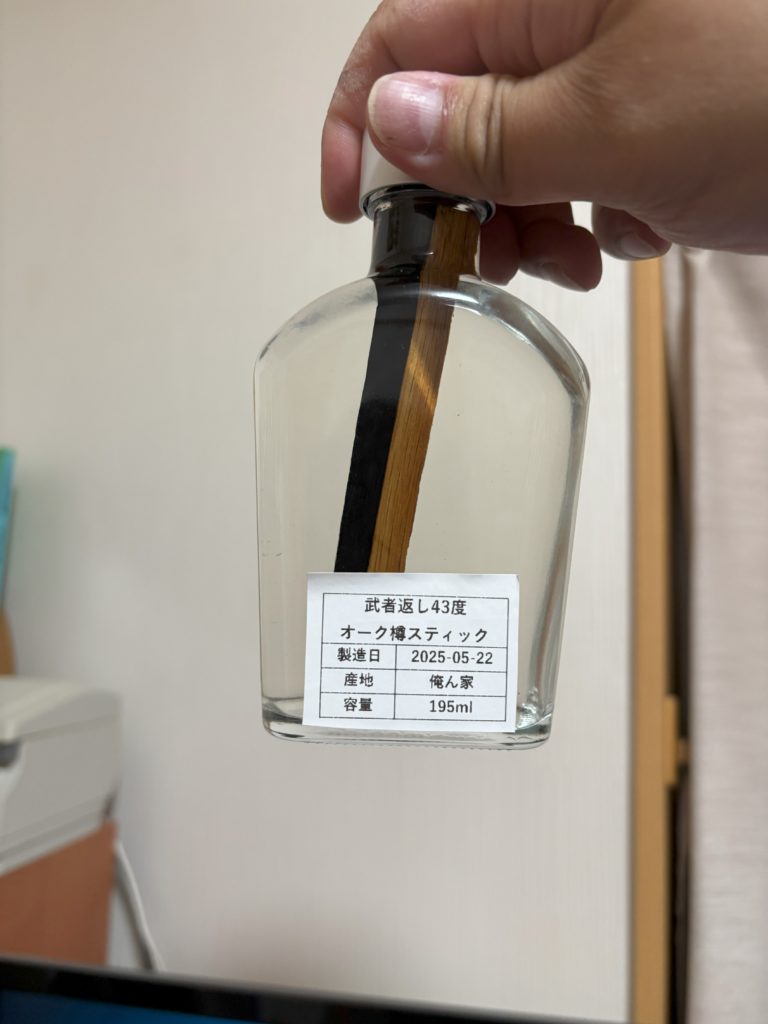 武者返し43度
オーク樽スティック
製造日 2025-05-22
産地 俺ん家
容量 195ml